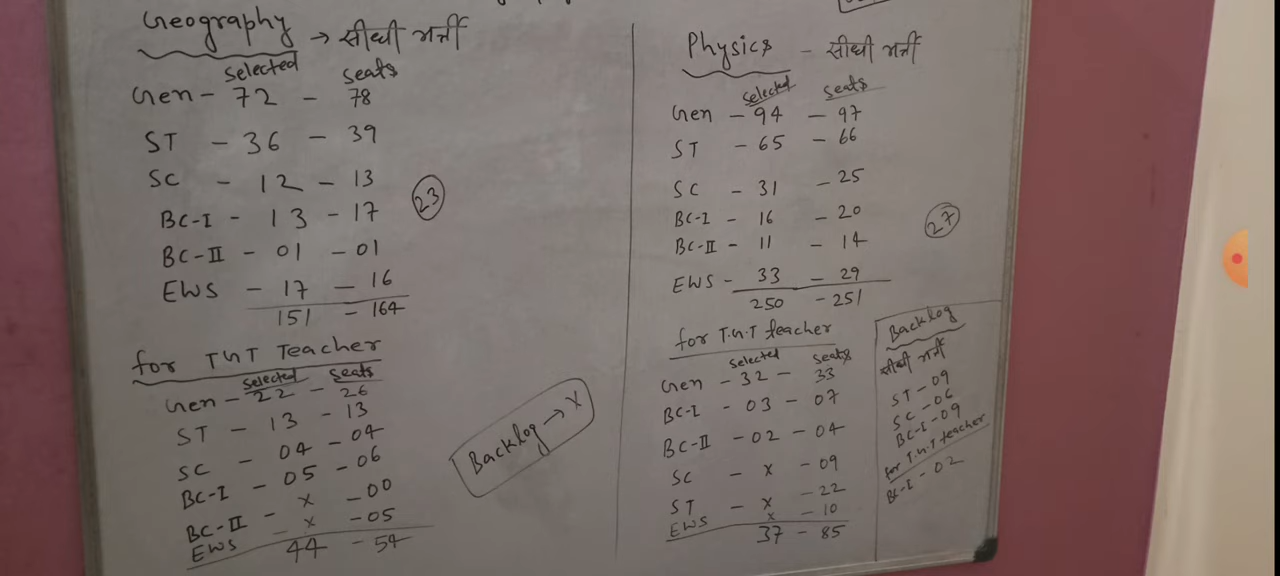 Geography → सीधी भर्ती
selected seats
Gen - 72 - 78
ST - 36 - 39
SC - 12 - 13
BC-I - 13 - 17
23
BC-II - 01 - 01
EWS - 17 - 16
151 - 164
for TGT Teacher
selected seats
Gen - 22 - 26
ST - 13 - 13
SC - 04 - 04
BC-I - 05 - 06
BC-II - x - 00
EWS x - 05
44 - 54
Backlog → x
Physics - सीधी भर्ती
selected seats
Gen - 94 - 97
ST - 65 - 66
SC - 31 - 25
BC-I - 16 - 20
27
BC-II - 11 - 14
EWS - 33 - 29
250 - 251
for T.G.T teacher
selected seats
Gen - 32 - 33
BC-I - 03 - 07
BC-II - 02 - 04
SC - x - 09
ST - x - 22
EWS x - 10
37 - 85
Backlog
सीधी भर्ती
ST - 09
SC - 06
BC-I - 09
for T.G.T teacher
BC-I - 02